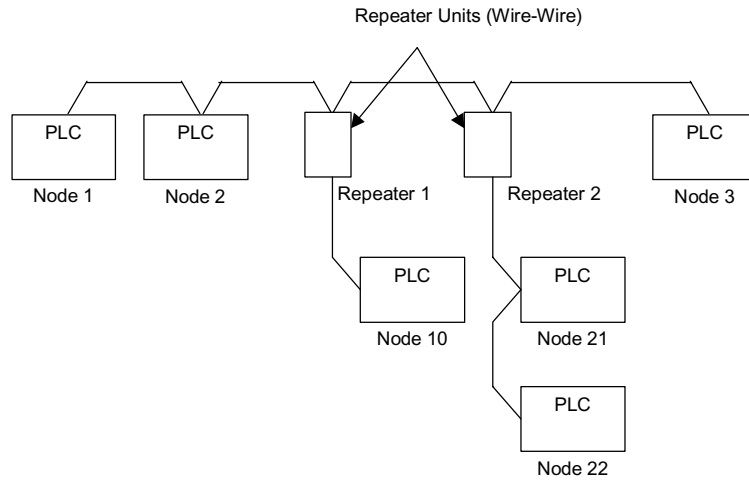 Repeater Units (Wire-Wire)
PLC
PLC
PLC
Node 1
Node 2
Repeater 1
Repeater 2
Node 3
PLC
PLC
Node 10
Node 21
PLC
Node 22